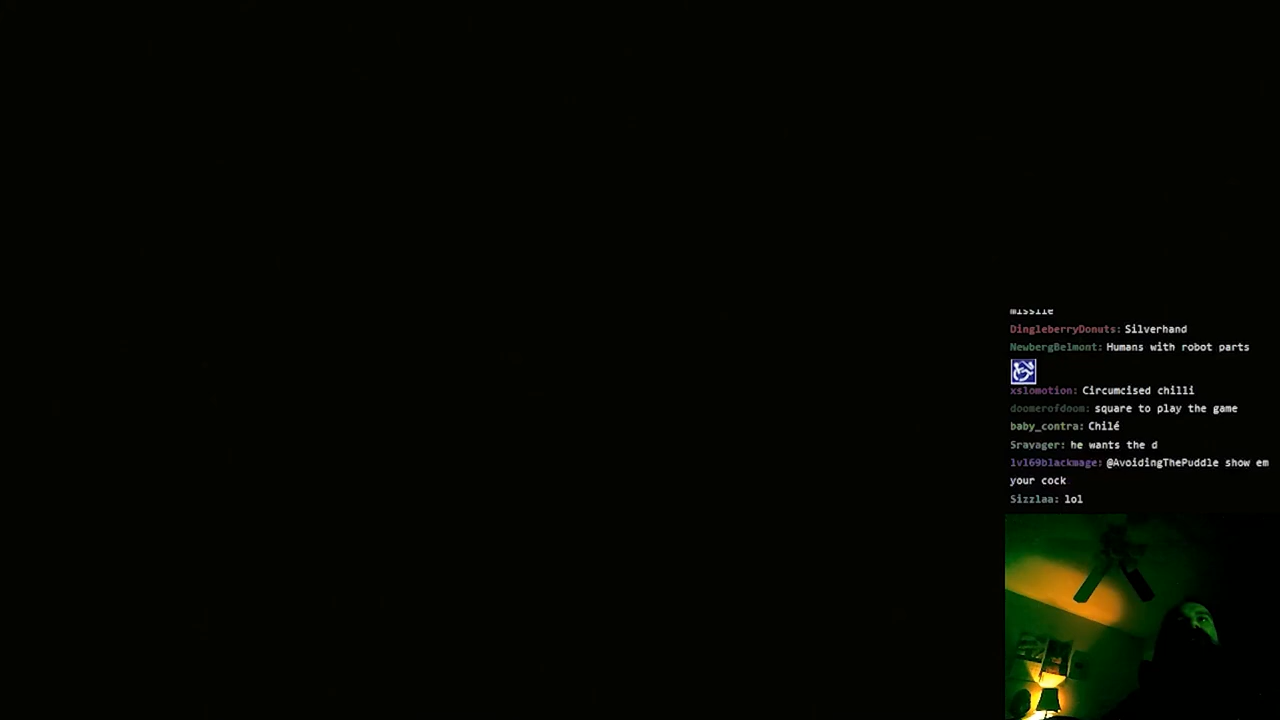 missile
DingleberryDonuts: Silverhand
NewbergBelmont: Humans with robot parts
xslomotion: Circumcised chilli
doomerofdoom: square to play the game
baby_contra: Chilé
Sravager: he wants the d
lvl69blackmage: @AvoidingThePuddle show em
your cock
Sizzlaa: lol